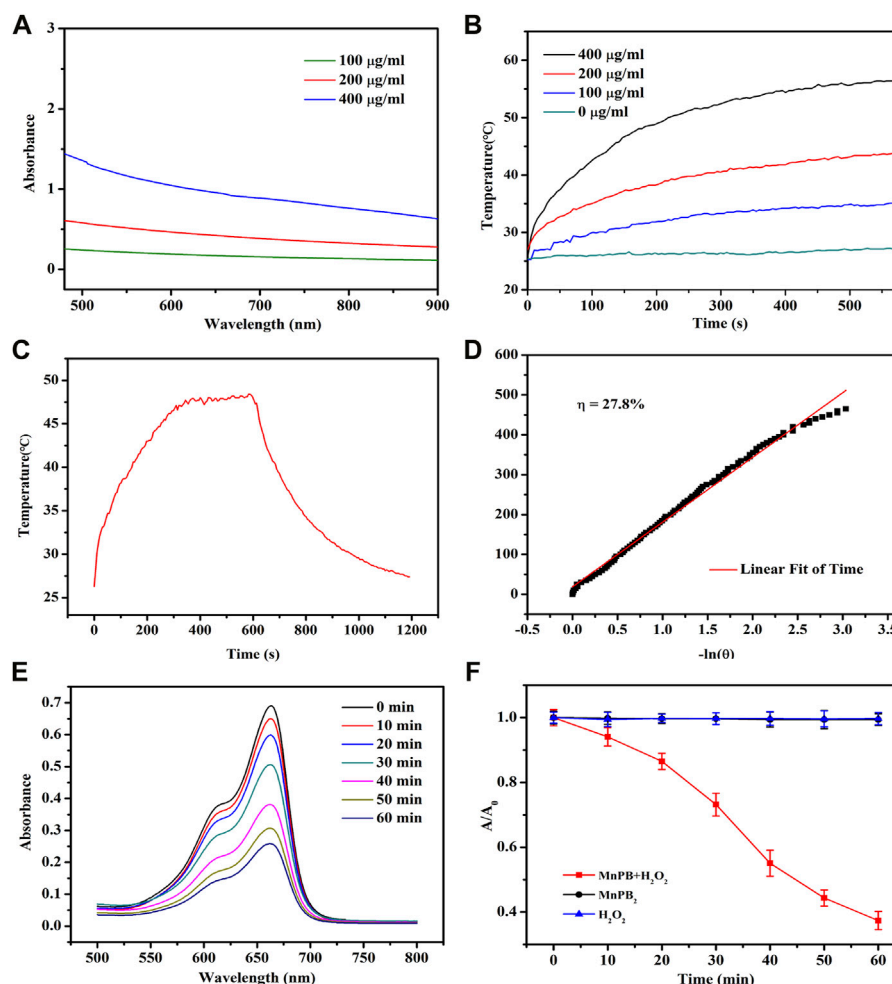 A
3
2
1
0
Absorbance
100 μg/ml
200 μg/ml
400 μg/ml
500 600 700 800 900
Wavelength (nm)
B
60
50
40
30
20
Temperature(°C)
400 μg/ml
200 μg/ml
100 μg/ml
0 μg/ml
0 100 200 300 400 500
Time (s)
C
50
45
40
35
30
25
Temperature(°C)
0 200 400 600 800 1000 1200
Time (s)
D
600
500
400
300
200
100
0
η = 27.8%
Linear Fit of Time
-0.5 0.0 0.5 1.0 1.5 2.0 2.5 3.0 3.5
-ln(θ)
E
0.7
0.6
0.5
0.4
0.3
0.2
0.1
0.0
Absorbance
0 min
10 min
20 min
30 min
40 min
50 min
60 min
500 550 600 650 700 750 800
Wavelength (nm)
F
1.0
0.8
0.6
0.4
A/A₀
MnPB+H₂O₂
MnPB₂
H₂O₂
0 10 20 30 40 50 60
Time (min)